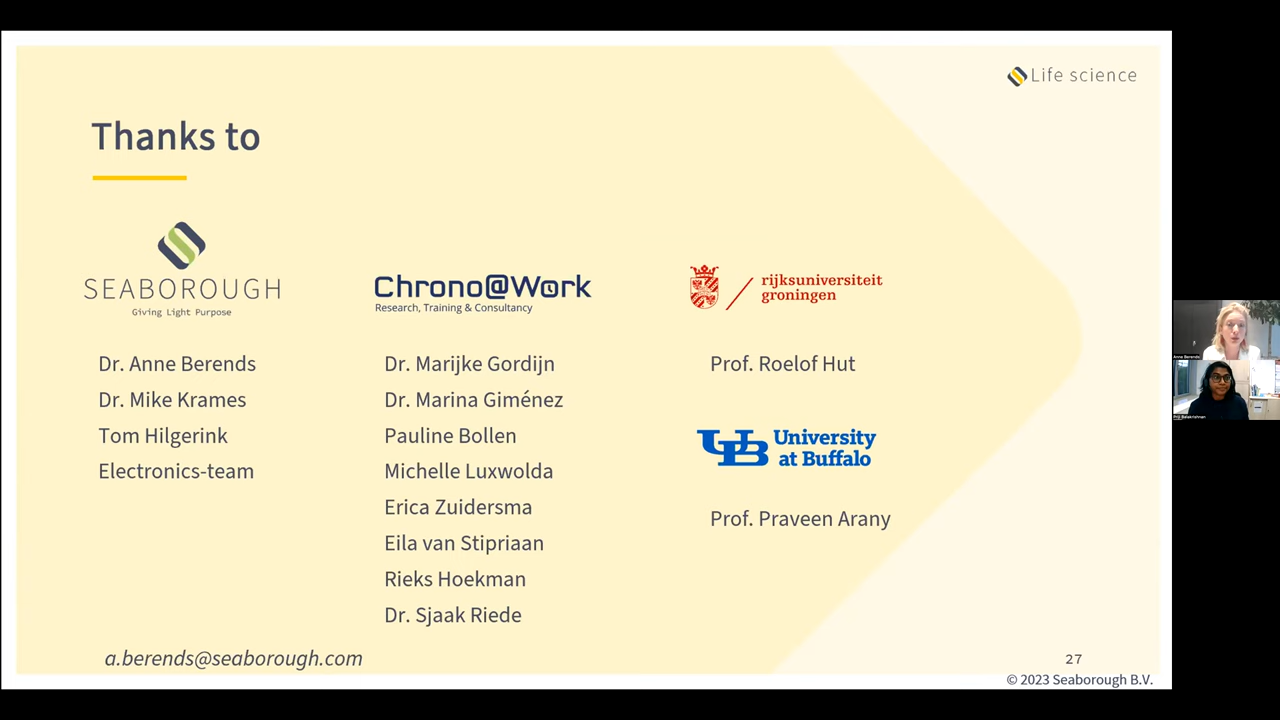 Life science
Thanks to
SEABOROUGH
Giving Light Purpose
Dr. Anne Berends
Dr. Mike Krames
Tom Hilgerink
Electronics-team
Chrono@Work
Research, Training & Consultancy
Dr. Marijke Gordijn
Dr. Marina Giménez
Pauline Bollen
Michelle Luxwolda
Erica Zuidersma
Eila van Stipriaan
Rieks Hoekman
Dr. Sjaak Riede
rijksuniversiteit
groningen
Prof. Roelof Hut
UB
University
at Buffalo
Prof. Praveen Arany
a.berends@seaborough.com
27
© 2023 Seaborough B.V.
Anne Berends